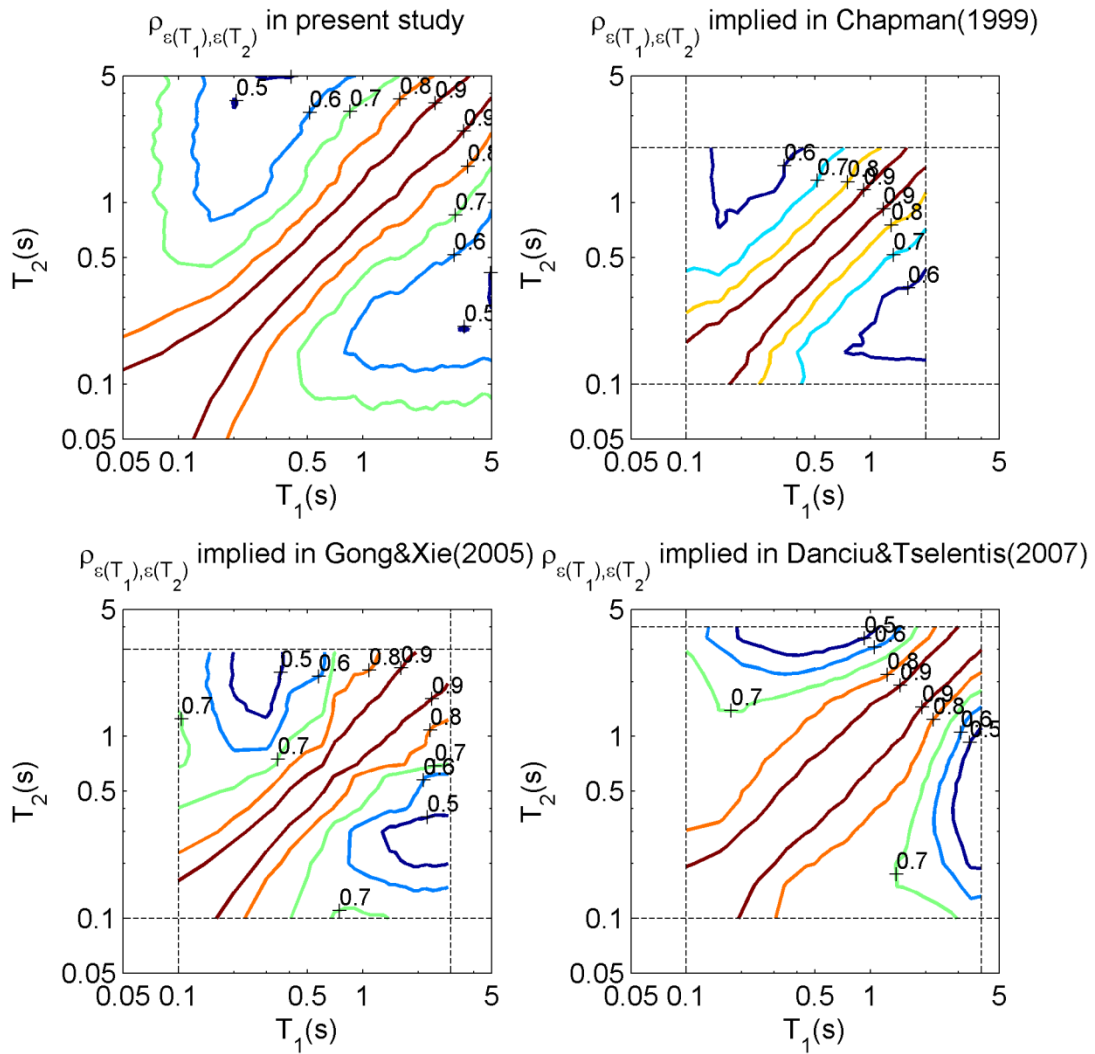 ρε(T1),ε(T2) in present study
5
1
0.5
0.1
0.05
T2(s)
0.05 0.1 0.5 1 5
T1(s)
0.5 0.6 0.7 0.8 0.9
0.9
0.8
0.7
0.6
0.5
ρε(T1),ε(T2) implied in Chapman(1999)
5
1
0.5
0.1
0.05
T2(s)
0.05 0.1 0.5 1 5
T1(s)
0.6
0.7 0.8
0.9
0.9
0.8
0.7
0.6
ρε(T1),ε(T2) implied in Gong&Xie(2005)
5
1
0.5
0.1
0.05
T2(s)
0.05 0.1 0.5 1 5
T1(s)
0.5 0.6 0.8 0.9
0.9
0.7
0.8
0.7
0.7
0.6
0.5
0.7
ρε(T1),ε(T2) implied in Danciu&Tselentis(2007)
5
1
0.5
0.1
0.05
T2(s)
0.05 0.1 0.5 1 5
T1(s)
0.5
0.6
0.8
0.9
0.7
0.9
0.8
0.6
0.5
0.7